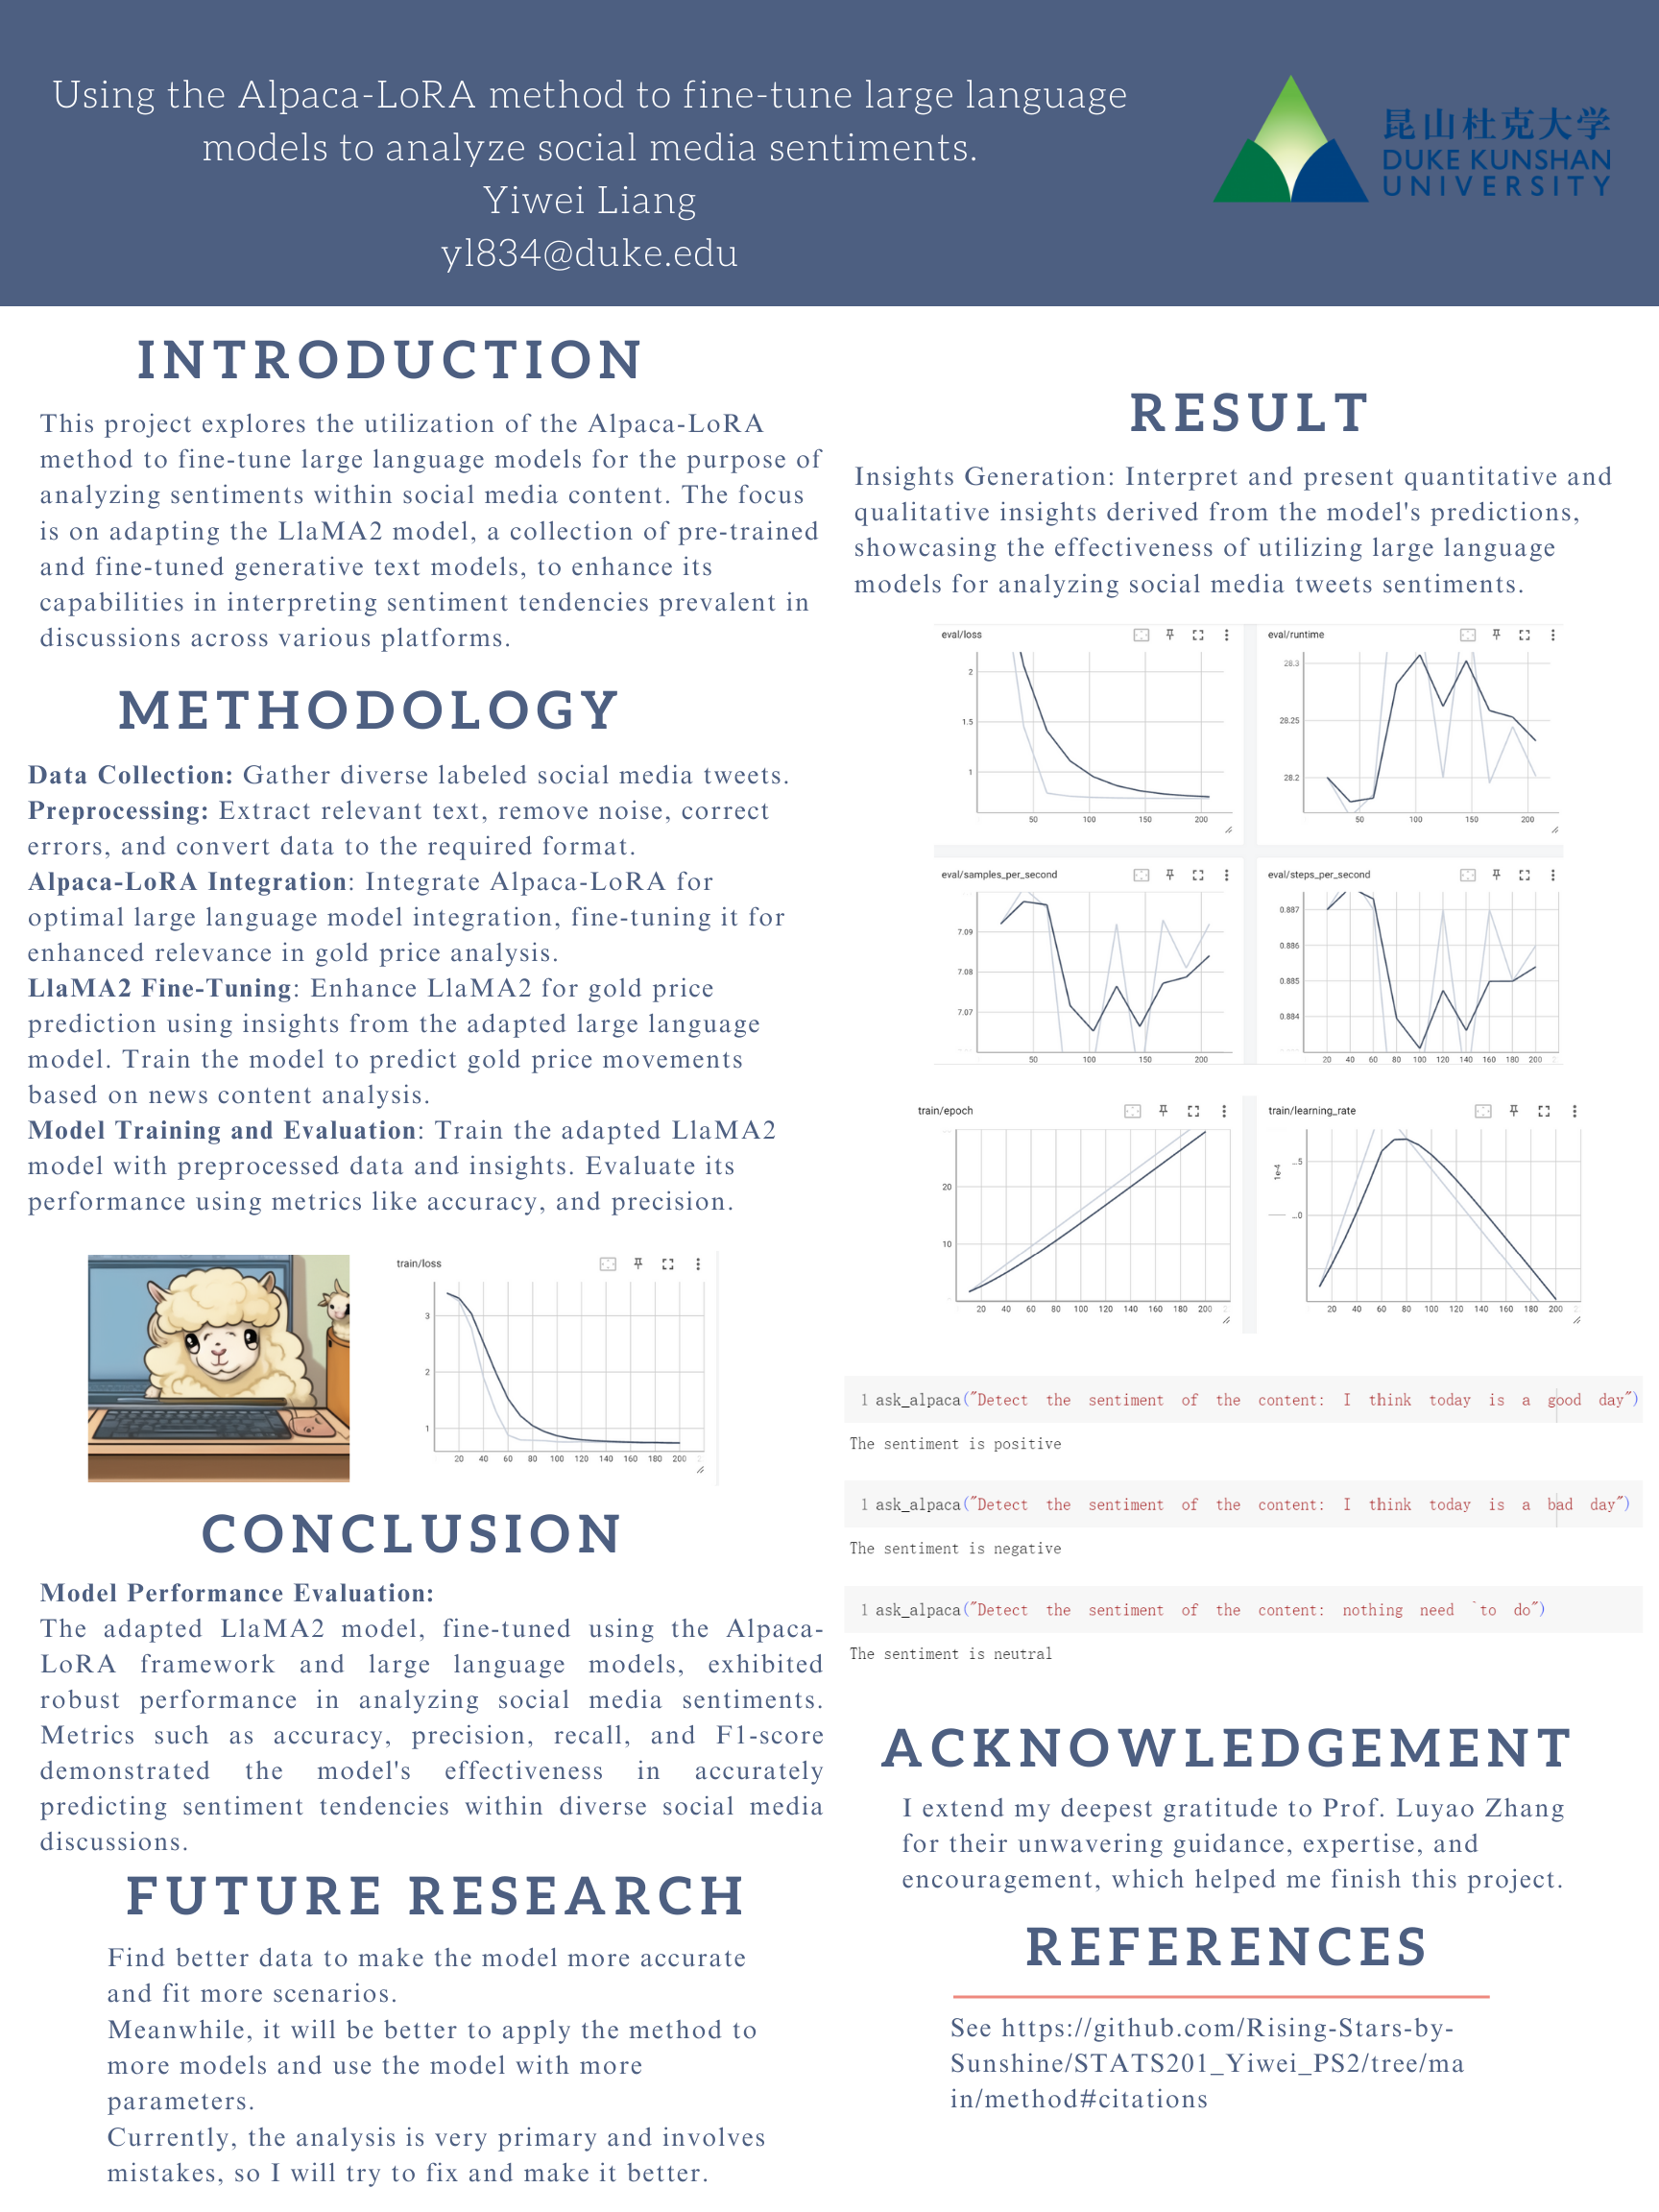 Using the Alpaca-LoRA method to fine-tune large language
models to analyze social media sentiments.
Yiwei Liang
yl834@duke.edu
昆山杜克大学
DUKE KUNSHAN
UNIVERSITY
INTRODUCTION
This project explores the utilization of the Alpaca-LoRA
method to fine-tune large language models for the purpose of
analyzing sentiments within social media content. The focus
is on adapting the LlaMA2 model, a collection of pre-trained
and fine-tuned generative text models, to enhance its
capabilities in interpreting sentiment tendencies prevalent in
discussions across various platforms.
METHODOLOGY
Data Collection: Gather diverse labeled social media tweets.
Preprocessing: Extract relevant text, remove noise, correct
errors, and convert data to the required format.
Alpaca-LoRA Integration: Integrate Alpaca-LoRA for
optimal large language model integration, fine-tuning it for
enhanced relevance in gold price analysis.
LlaMA2 Fine-Tuning: Enhance LlaMA2 for gold price
prediction using insights from the adapted large language
model. Train the model to predict gold price movements
based on news content analysis.
Model Training and Evaluation: Train the adapted LlaMA2
model with preprocessed data and insights. Evaluate its
performance using metrics like accuracy, and precision.
train/loss
3
2
1
20 40 60 80 100 120 140 160 180 200
CONCLUSION
Model Performance Evaluation:
The adapted LlaMA2 model, fine-tuned using the Alpaca-
LoRA framework and large language models, exhibited
robust performance in analyzing social media sentiments.
Metrics such as accuracy, precision, recall, and F1-score
demonstrated the model's effectiveness in accurately
predicting sentiment tendencies within diverse social media
discussions.
FUTURE RESEARCH
Find better data to make the model more accurate
and fit more scenarios.
Meanwhile, it will be better to apply the method to
more models and use the model with more
parameters.
Currently, the analysis is very primary and involves
mistakes, so I will try to fix and make it better.
RESULT
Insights Generation: Interpret and present quantitative and
qualitative insights derived from the model's predictions,
showcasing the effectiveness of utilizing large language
models for analyzing social media tweets sentiments.
eval/loss
2
1.5
1
50 100 150 200
eval/runtime
28.3
28.25
28.2
50 100 150 200
eval/samples_per_second
7.09
7.08
7.07
50 100 150 200
eval/steps_per_second
0.887
0.886
0.885
0.884
20 40 60 80 100 120 140 160 180 200
train/epoch
20
10
20 40 60 80 100 120 140 160 180 200
train/learning_rate
1e-4
...5
...0
20 40 60 80 100 120 140 160 180 200
1 ask_alpaca("Detect the sentiment of the content: I think today is a good day")
The sentiment is positive
1 ask_alpaca("Detect the sentiment of the content: I think today is a bad day")
The sentiment is negative
1 ask_alpaca("Detect the sentiment of the content: nothing need `to do")
The sentiment is neutral
ACKNOWLEDGEMENT
I extend my deepest gratitude to Prof. Luyao Zhang
for their unwavering guidance, expertise, and
encouragement, which helped me finish this project.
REFERENCES
See https://github.com/Rising-Stars-by-
Sunshine/STATS201_Yiwei_PS2/tree/ma
in/method#citations